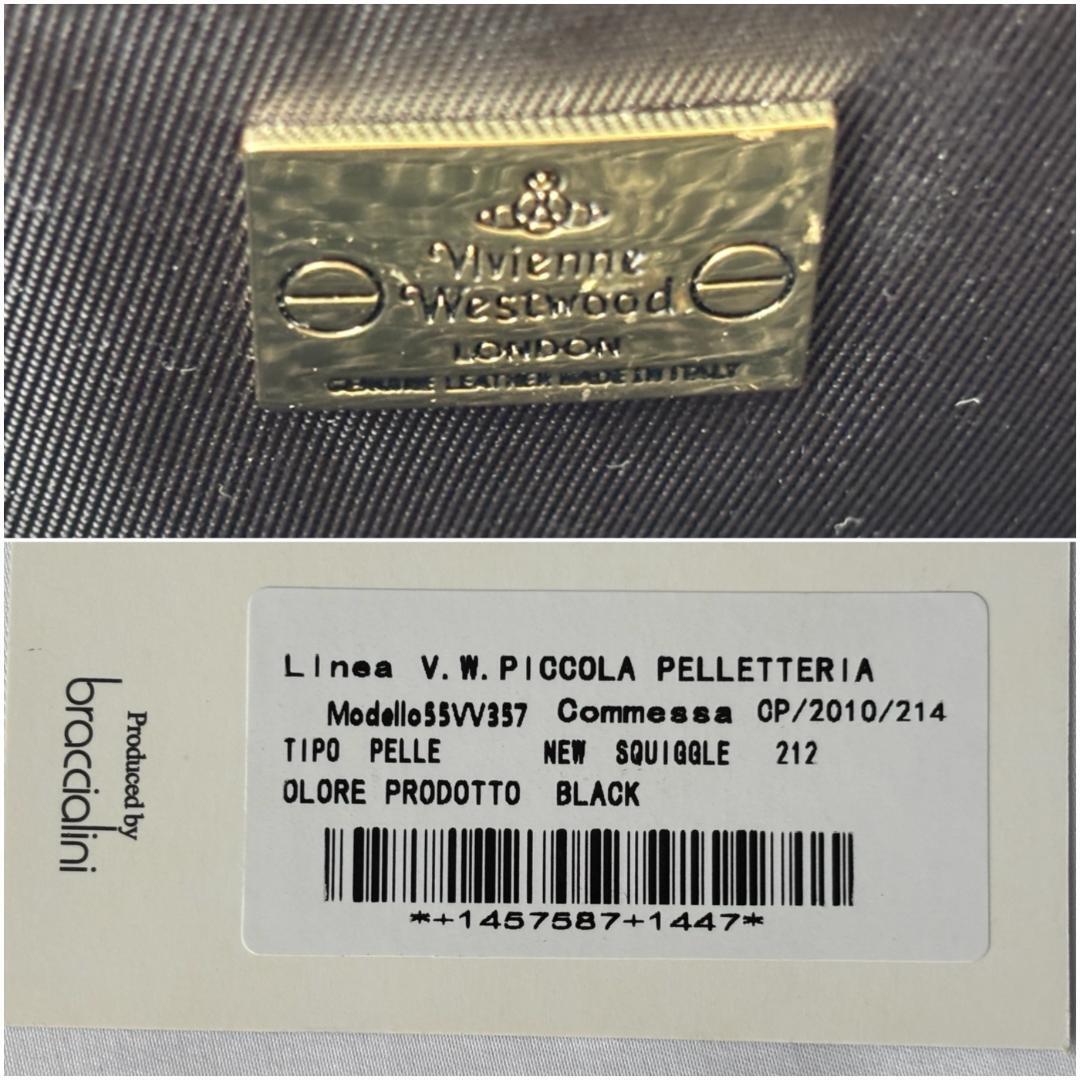 Vivienne
Westwood
LONDON
GENUINE LEATHER MADE IN ITALY
Produced by
braccialini
Linea V.W.PICCOLA PELLETTERIA
Modello55VV357 Commessa CP/2010/214
TIPO PELLE NEW SQUIGGLE 212
OLORE PRODOTTO BLACK
*+1457587+1447*